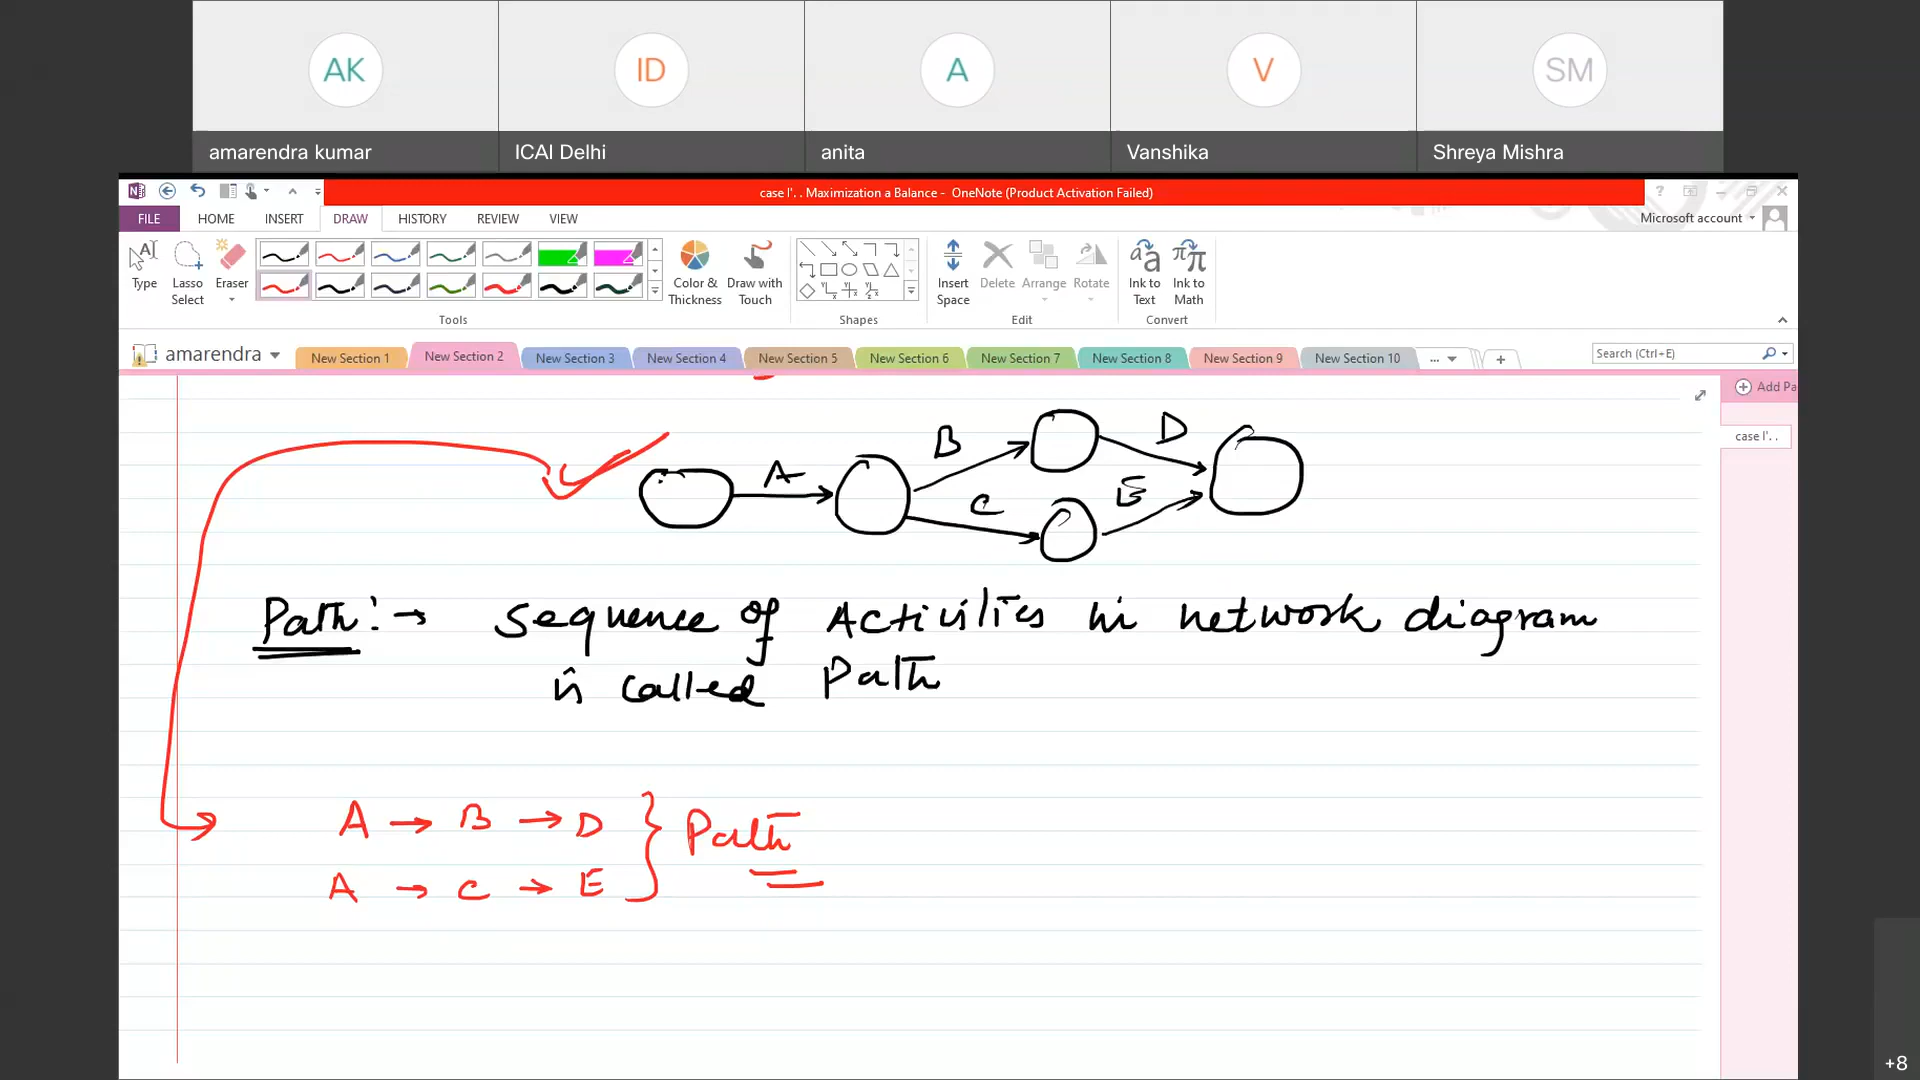 AK ID A V SM
amarendra kumar ICAI Delhi anita Vanshika Shreya Mishra
case I'. . Maximization a Balance - OneNote (Product Activation Failed)
FILE HOME INSERT DRAW HISTORY REVIEW VIEW Microsoft account
Type Lasso Select Eraser Color & Thickness Draw with Touch Insert Space Delete Arrange Rotate Ink to Text Ink to Math
Tools Shapes Edit Convert
amarendra New Section 1 New Section 2 New Section 3 New Section 4 New Section 5 New Section 6 New Section 7 New Section 8 New Section 9 New Section 10 ... Search (Ctrl+E)
Add Pa
case I'. .
A B C D E
Path :→ Sequence of Activities in network diagram
is called Path
A → B → D } Path
A → C → E
+8